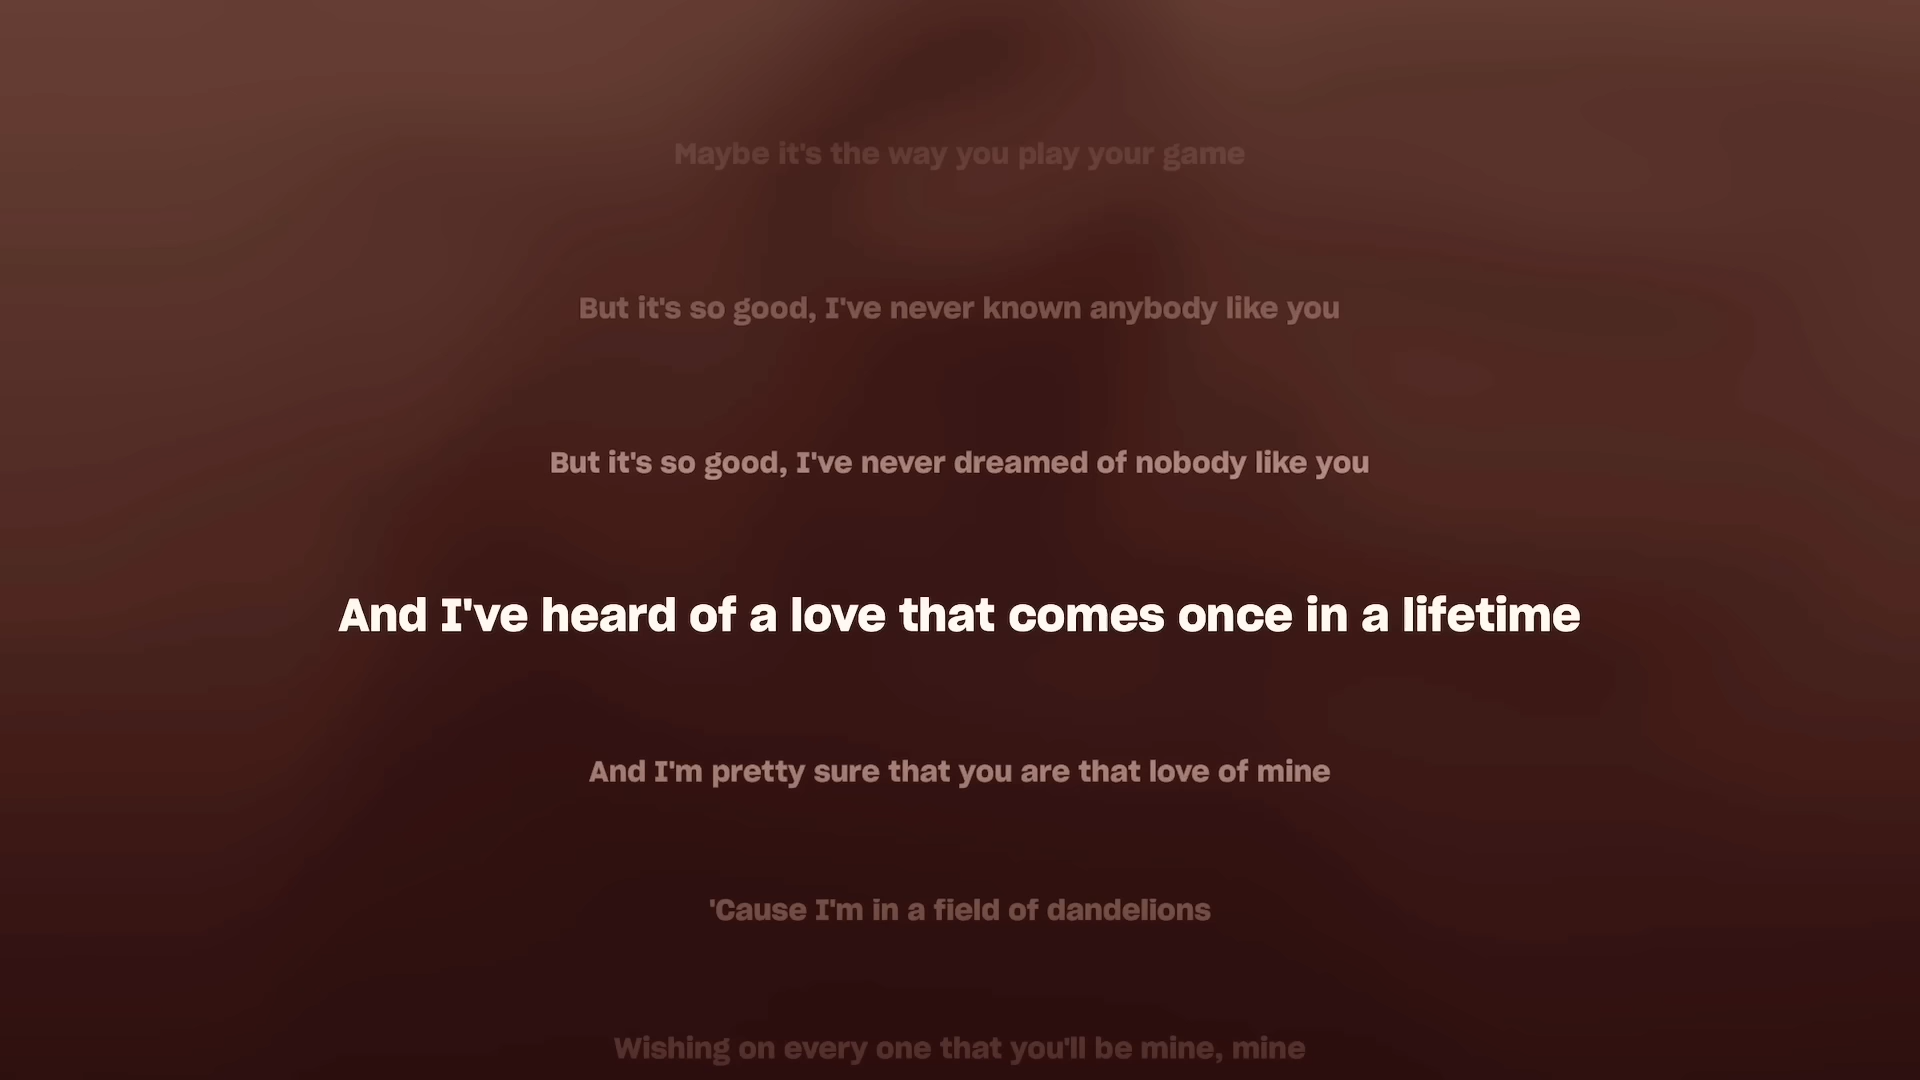 Maybe it's the way you play your game
But it's so good, I've never known anybody like you
But it's so good, I've never dreamed of nobody like you
And I've heard of a love that comes once in a lifetime
And I'm pretty sure that you are that love of mine
'Cause I'm in a field of dandelions
Wishing on every one that you'll be mine, mine